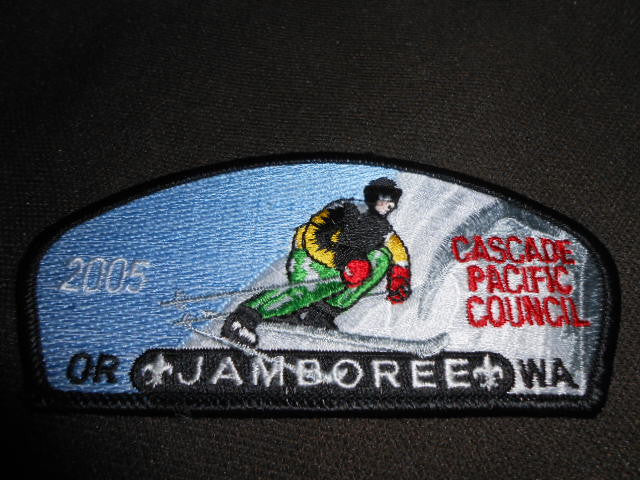 2005
CASCADE
PACIFIC
COUNCIL
OR JAMBOREE WA